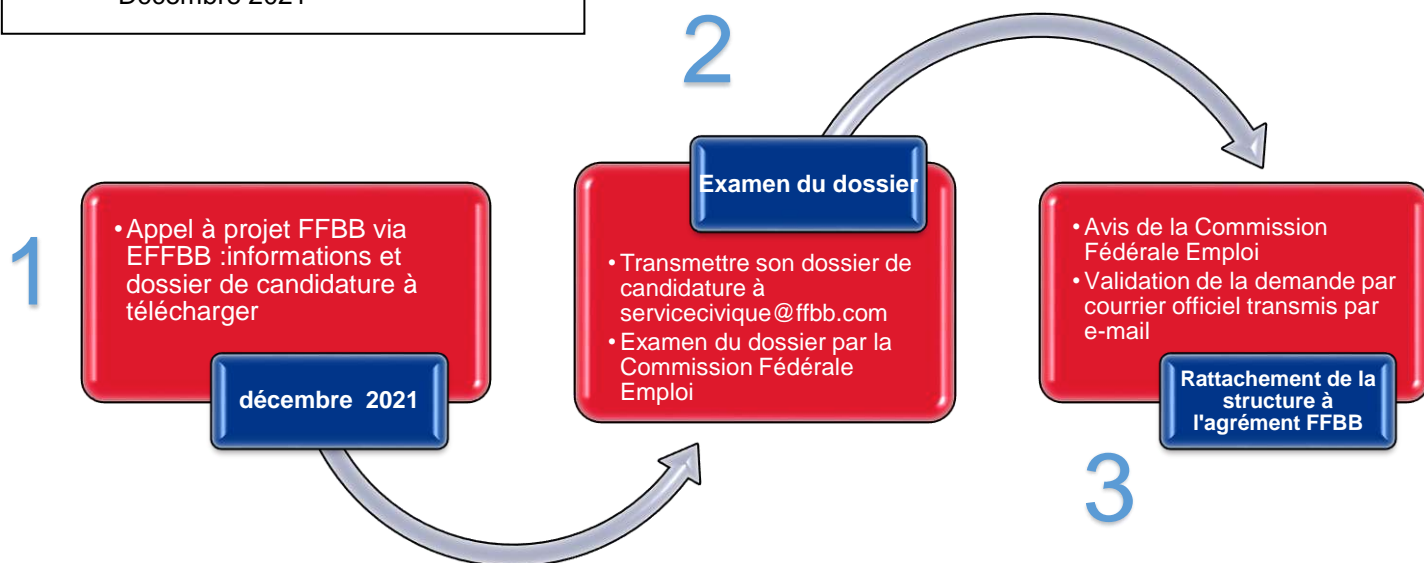 Décembre 2021
1
• Appel à projet FFBB via
EFFBB :informations et
dossier de candidature à
télécharger
décembre 2021
2
Examen du dossier
• Transmettre son dossier de
candidature à
servicecivique@ffbb.com
• Examen du dossier par la
Commission Fédérale
Emploi
• Avis de la Commission
Fédérale Emploi
• Validation de la demande par
courrier officiel transmis par
e-mail
Rattachement de la
structure à
l'agrément FFBB
3